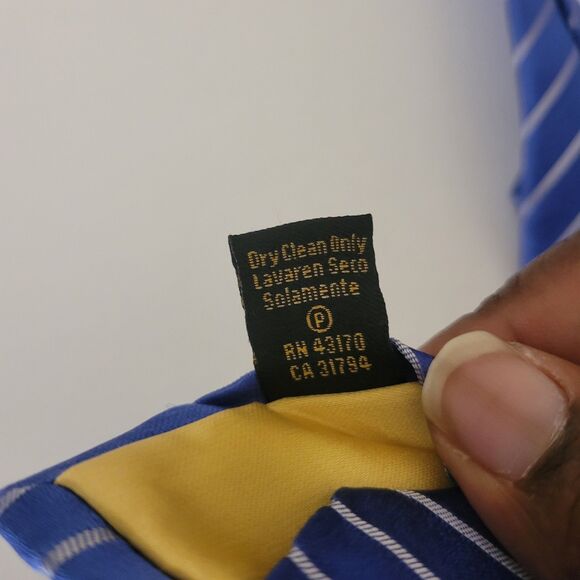 Dry Clean Only
Lavaren Seco
Solamente
P
RN 43170
CA 31794